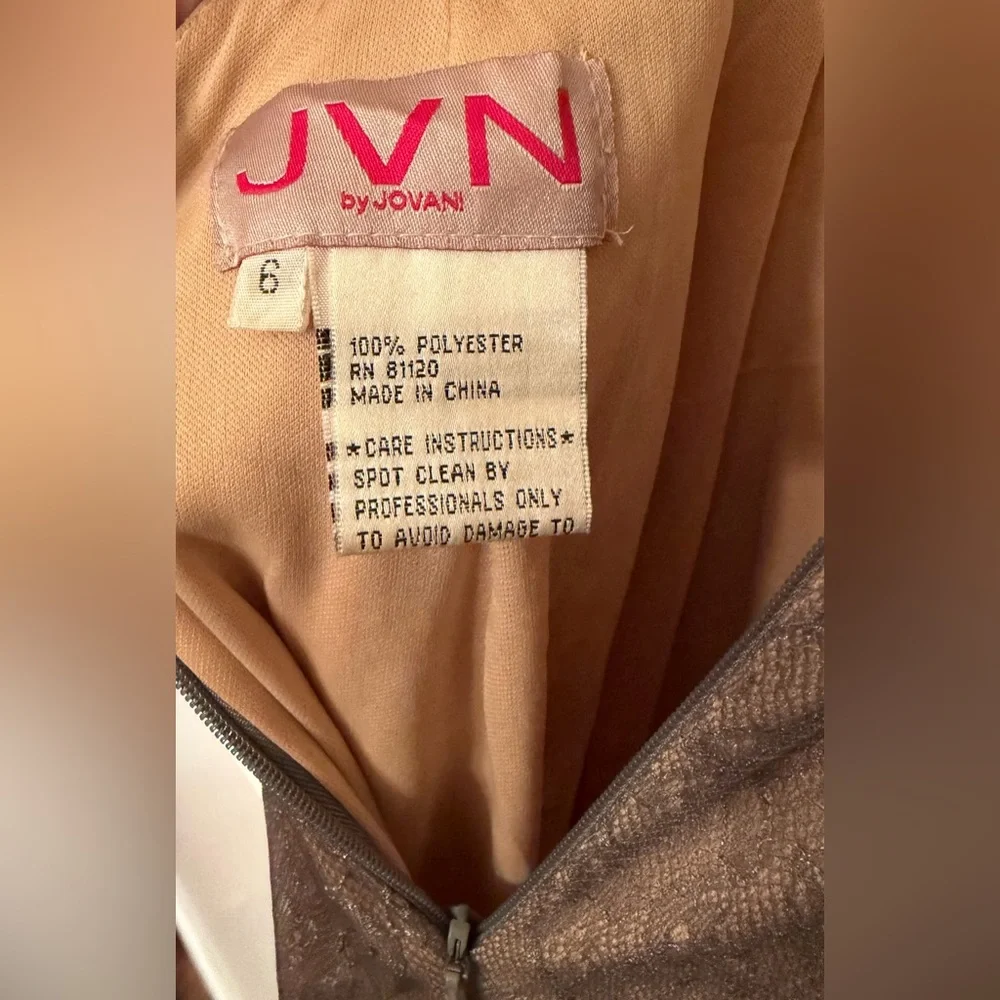 JVN
by JOVANI
6
100% POLYESTER
RN 81120
MADE IN CHINA
*CARE INSTRUCTIONS*
SPOT CLEAN BY
PROFESSIONALS ONLY
TO AVOID DAMAGE TO